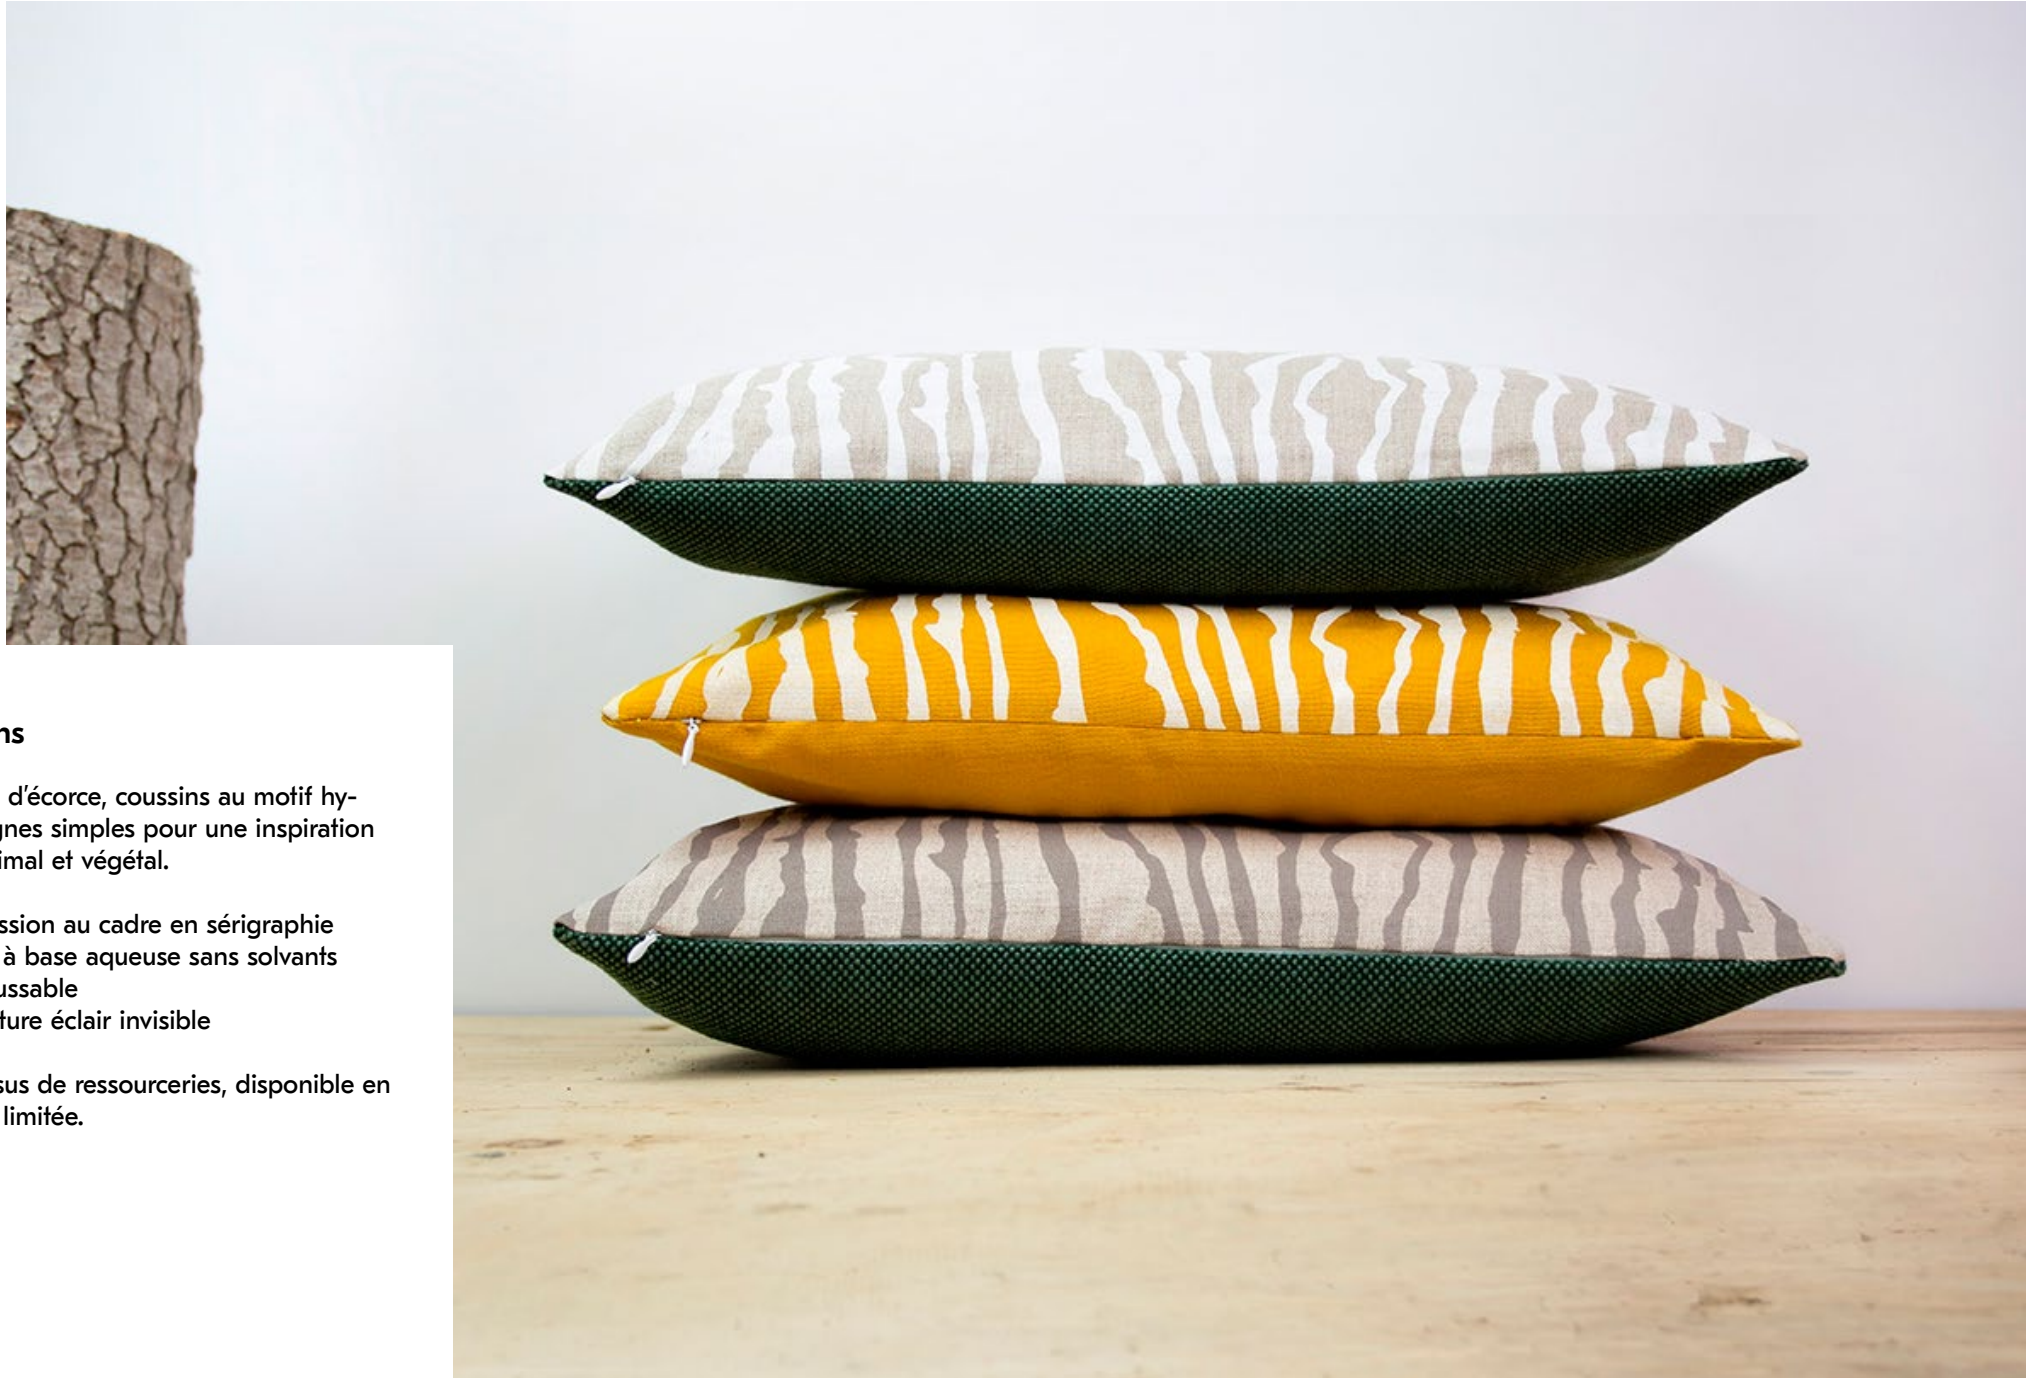 ns
d'écorce, coussins au motif hy-
gnes simples pour une inspiration
imal et végétal.
ssion au cadre en sérigraphie
à base aqueuse sans solvants
ussable
ture éclair invisible
sus de ressourceries, disponible en
limitée.